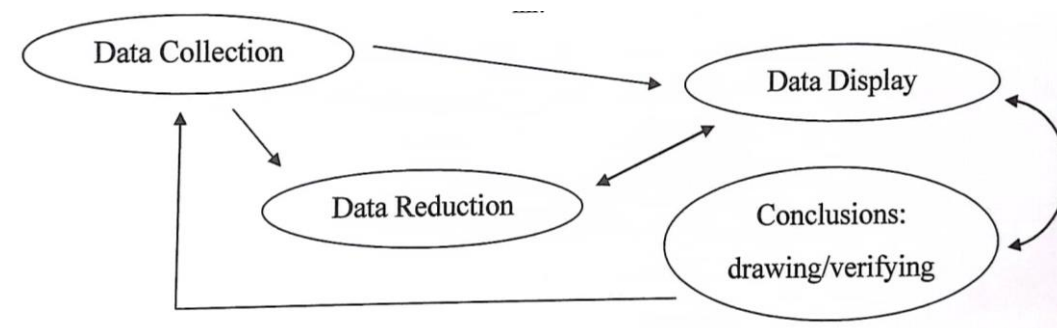 Data Collection
Data Display
Data Reduction
Conclusions:
drawing/verifying